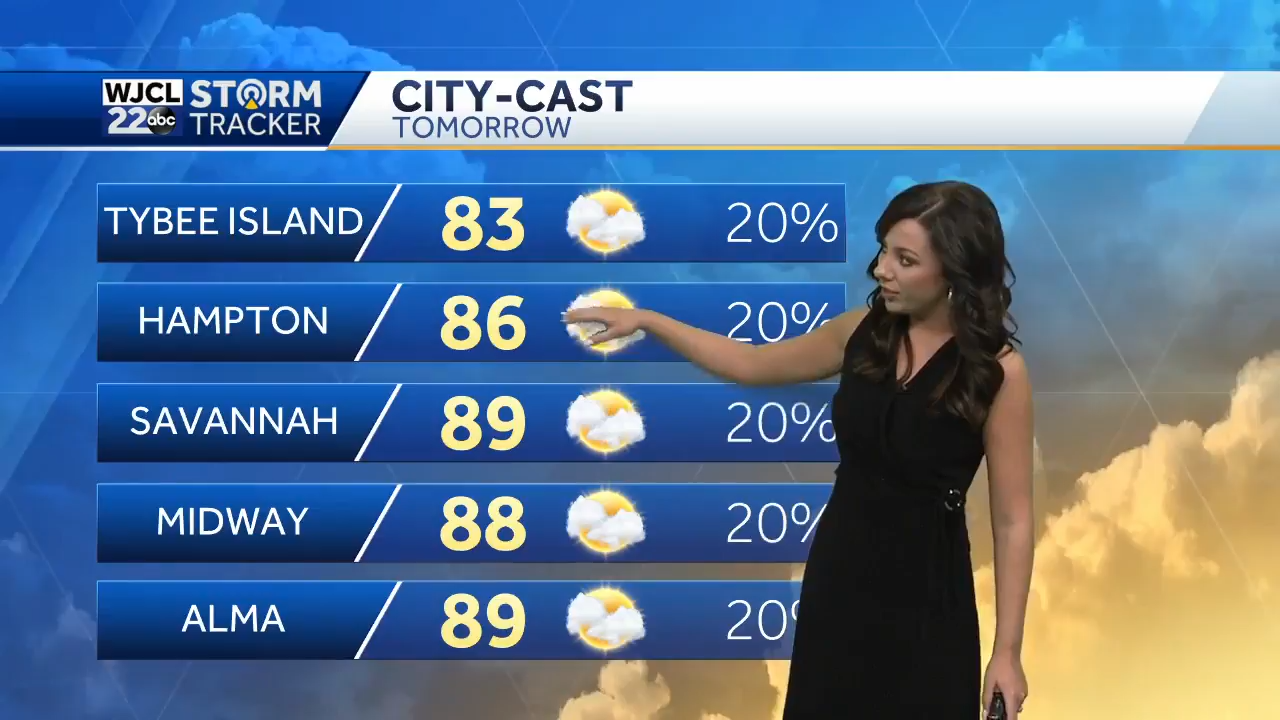 WJCL
22 abc
STORM
TRACKER
CITY-CAST
TOMORROW
TYBEE ISLAND 83 20%
HAMPTON 86 20%
SAVANNAH 89 20%
MIDWAY 88 20%
ALMA 89 20%